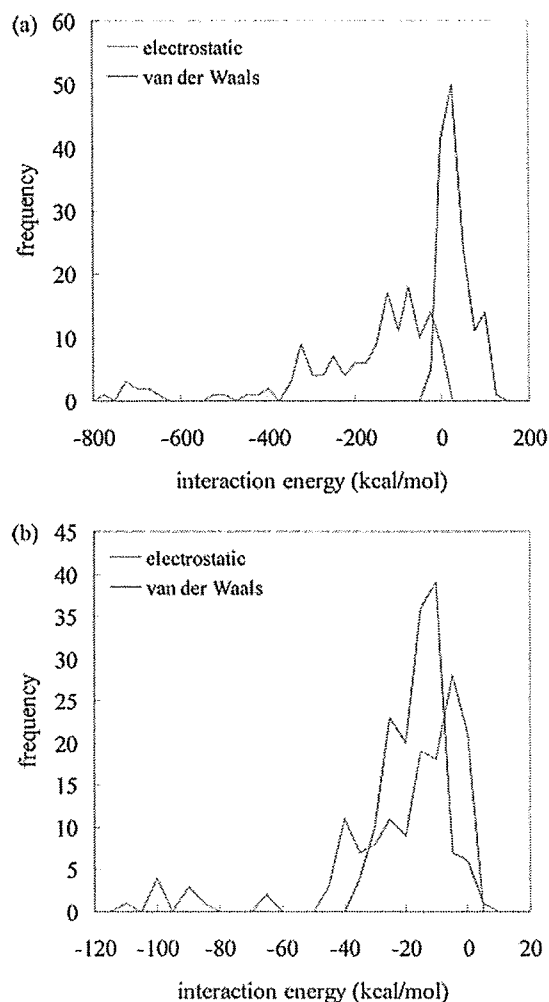 (a)
60
electrostatic
van der Waals
50
40
frequency
30
20
10
0
-800 -600 -400 -200 0 200
interaction energy (kcal/mol)
(b)
45
electrostatic
40
van der Waals
35
30
frequency
25
20
15
10
5
0
-120 -100 -80 -60 -40 -20 0 20
interaction energy (kcal/mol)